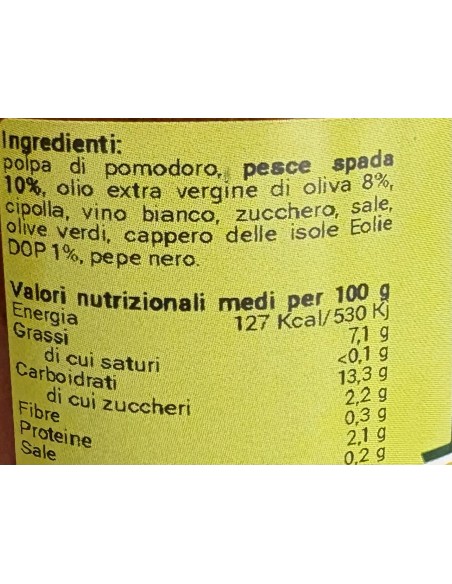 Ingredienti:
polpa di pomodoro, pesce spada
10%, olio extra vergine di oliva 8%,
cipolla, vino bianco, zucchero, sale,
olive verdi, cappero delle isole Eolie
DOP 1%, pepe nero.
Valori nutrizionali medi per 100 g
Energia 127 Kcal/530 Kj
Grassi 7,1 g
di cui saturi <0,1 g
Carboidrati 13,3 g
di cui zuccheri 2,2 g
Fibre 0,3 g
Proteine 2,1 g
Sale 0,2 g